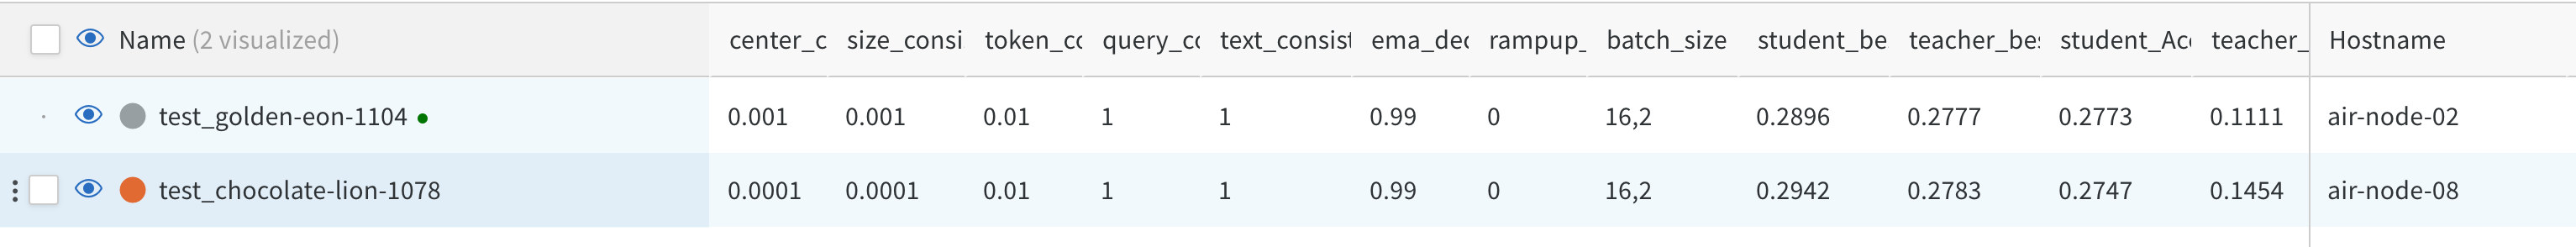 Name (2 visualized) center_c size_consi token_cc query_cc text_consist ema_dec rampup_ batch_size student_be teacher_bes student_Acc teacher_ Hostname
test_golden-eon-1104 0.001 0.001 0.01 1 1 0.99 0 16,2 0.2896 0.2777 0.2773 0.1111 air-node-02
test_chocolate-lion-1078 0.0001 0.0001 0.01 1 1 0.99 0 16,2 0.2942 0.2783 0.2747 0.1454 air-node-08